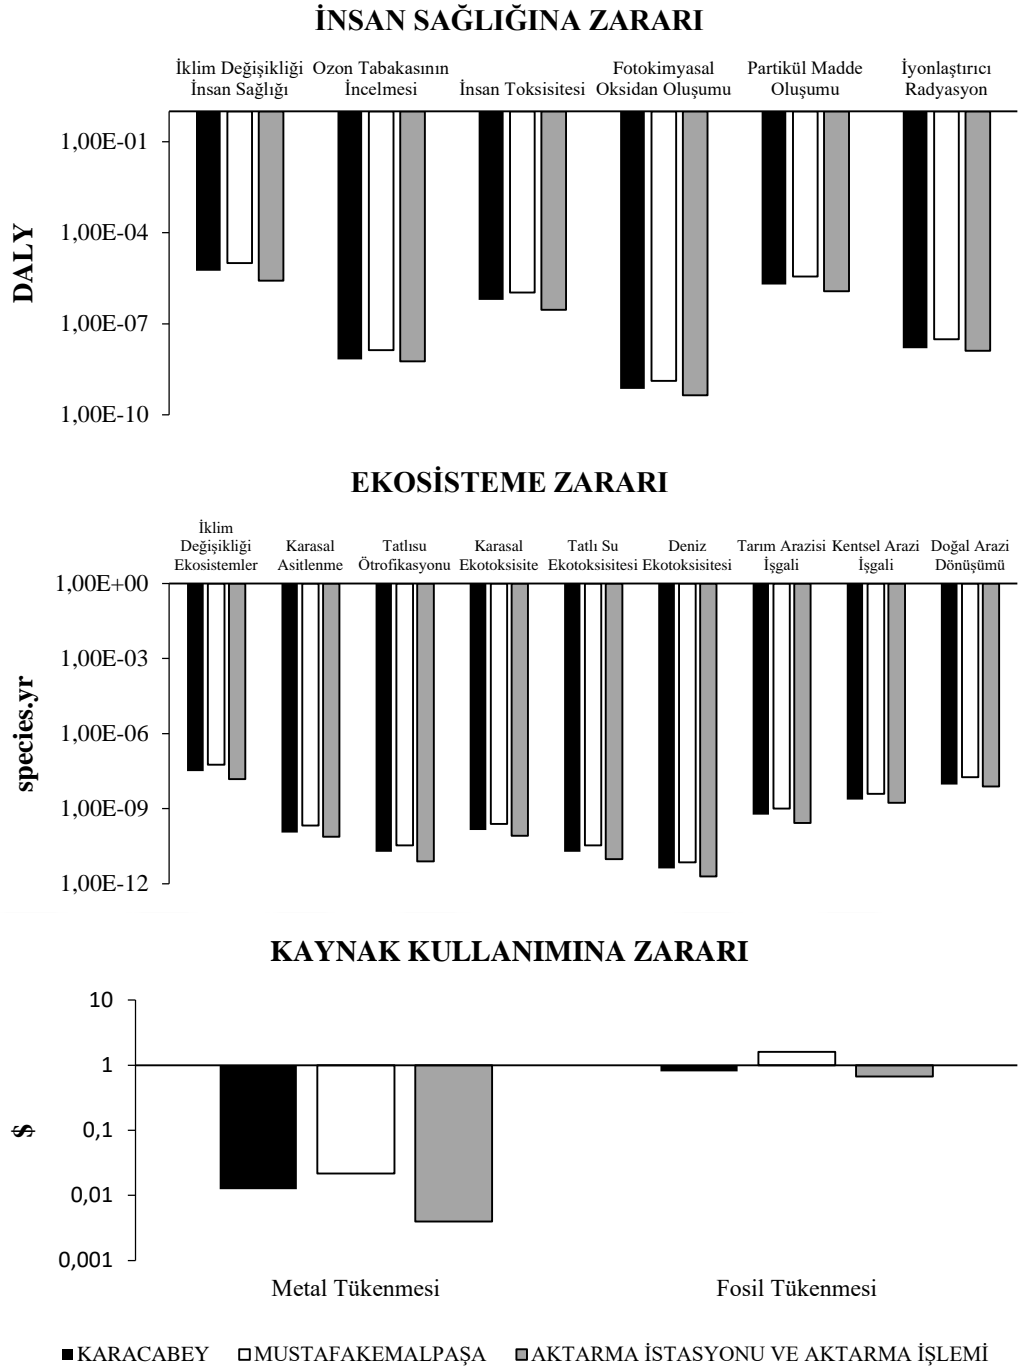 İNSAN SAĞLIĞINA ZARARI
İklim Değişikliği İnsan Sağlığı
Ozon Tabakasının İncelmesi
İnsan Toksisitesi
Fotokimyasal Oksidan Oluşumu
Partikül Madde Oluşumu
İyonlaştırıcı Radyasyon
DALY
1,00E-01
1,00E-04
1,00E-07
1,00E-10
EKOSİSTEME ZARARI
İklim Değişikliği Ekosistemler
Karasal Asitlenme
Tatlısu Ötrofikasyonu
Karasal Ekotoksisite
Tatlı Su Ekotoksisitesi
Deniz Ekotoksisitesi
Tarım Arazisi İşgali
Kentsel Arazi İşgali
Doğal Arazi Dönüşümü
species.yr
1,00E+00
1,00E-03
1,00E-06
1,00E-09
1,00E-12
KAYNAK KULLANIMINA ZARARI
$
10
1
0,1
0,01
0,001
Metal Tükenmesi
Fosil Tükenmesi
KARACABEY
MUSTAFAKEMALPAŞA
AKTARMA İSTASYONU VE AKTARMA İŞLEMİ